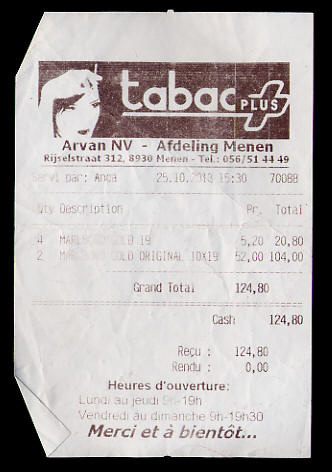 tabac PLUS
Arvan NV - Afdeling Menen
Rijselstraat 312, 8930 Menen - Tel.: 056/51 44 49
Servi par: Anca 25.10.2013 15:30 70088
Qty Description Pr. Total
4 MARLBORO GOLD 19 5,20 20,80
2 MARLBORO GOLD ORIGINAL 10X19 52,00 104,00
Grand Total 124,80
Cash 124,80
Reçu : 124,80
Rendu : 0,00
Heures d'ouverture:
Lundi au jeudi 9h-19h
Vendredi au dimanche 9h-19h30
Merci et à bientôt...